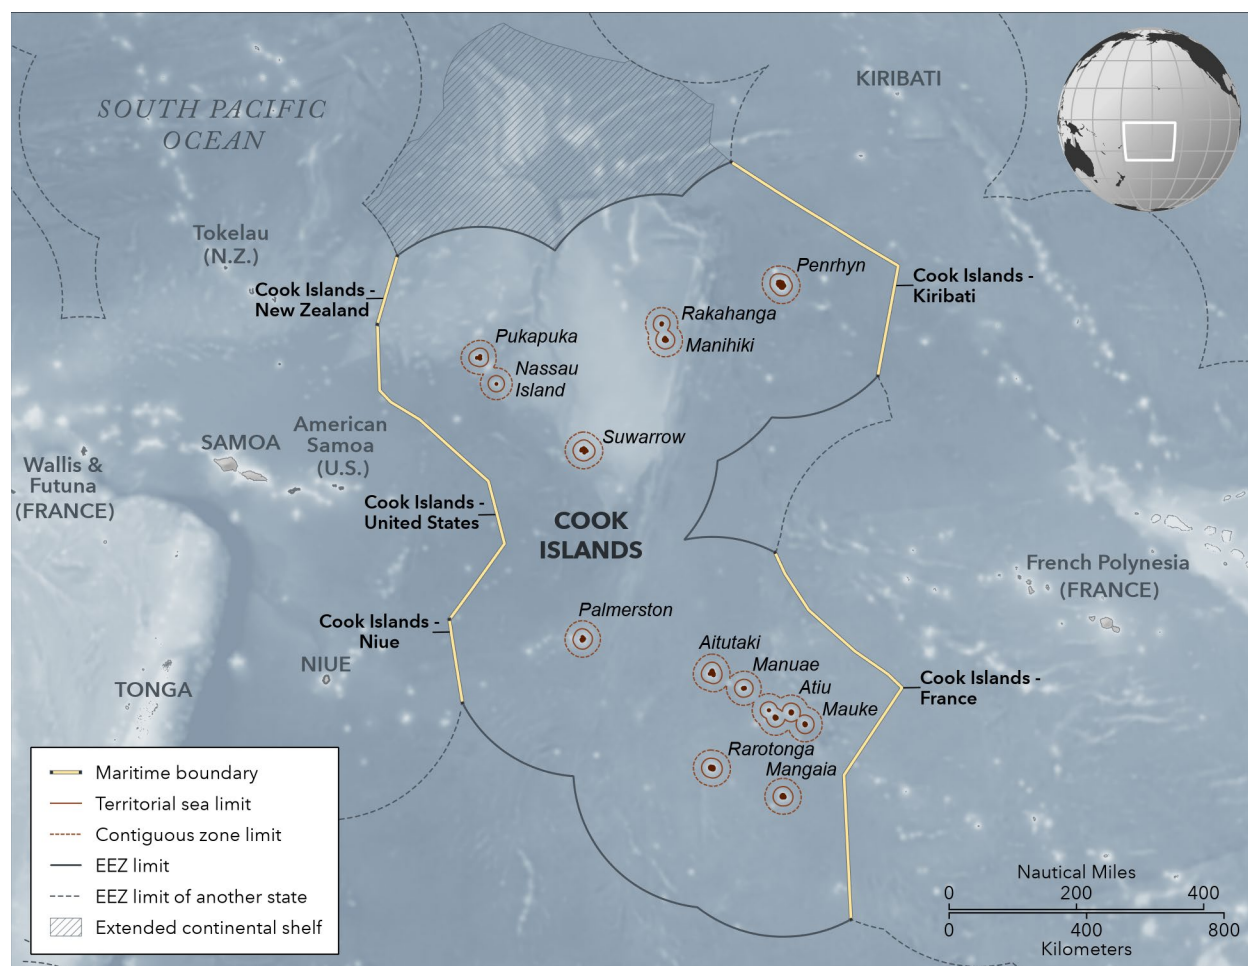 SOUTH PACIFIC
OCEAN
KIRIBATI
Tokelau
(N.Z.)
Cook Islands -
New Zealand
Penrhyn
Cook Islands -
Kiribati
Rakahanga
Manihiki
Pukapuka
Nassau
Island
American
Samoa
(U.S.)
SAMOA
Suwarrow
Wallis &
Futuna
(FRANCE)
Cook Islands -
United States
COOK
ISLANDS
French Polynesia
(FRANCE)
Palmerston
Cook Islands -
Niue
NIUE
Aitutaki
Manuae
Atiu
Mauke
Cook Islands -
France
TONGA
Rarotonga
Mangaia
Maritime boundary
Territorial sea limit
Contiguous zone limit
EEZ limit
EEZ limit of another state
Extended continental shelf
Nautical Miles
0 200 400
0 400 800
Kilometers